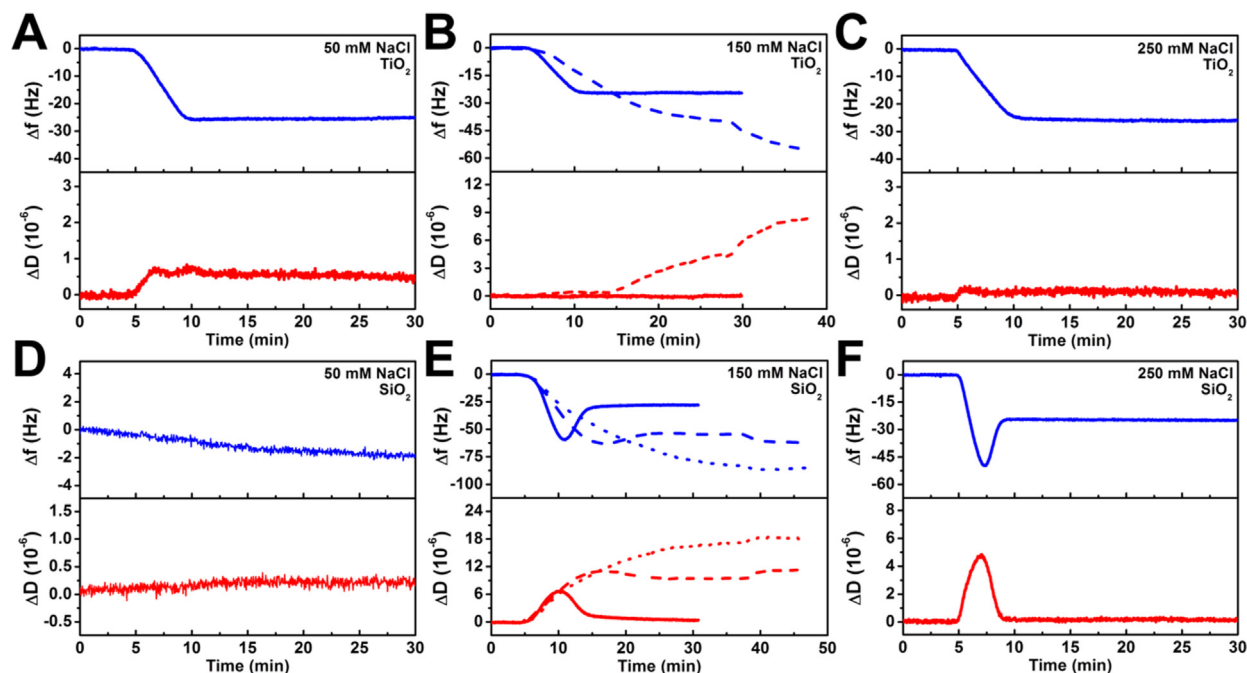 A
50 mM NaCl
TiO2
Δf (Hz)
0
-10
-20
-30
-40
ΔD (10-6)
3
2
1
0
0 5 10 15 20 25 30
Time (min)
B
150 mM NaCl
TiO2
Δf (Hz)
0
-15
-30
-45
-60
ΔD (10-6)
12
9
6
3
0
0 10 20 30 40
Time (min)
C
250 mM NaCl
TiO2
Δf (Hz)
0
-10
-20
-30
-40
ΔD (10-6)
3
2
1
0
0 5 10 15 20 25 30
Time (min)
D
50 mM NaCl
SiO2
Δf (Hz)
4
2
0
-2
-4
ΔD (10-6)
1.5
1.0
0.5
0.0
-0.5
0 5 10 15 20 25 30
Time (min)
E
150 mM NaCl
SiO2
Δf (Hz)
0
-25
-50
-75
-100
ΔD (10-6)
24
18
12
6
0
0 10 20 30 40 50
Time (min)
F
250 mM NaCl
SiO2
Δf (Hz)
0
-15
-30
-45
-60
ΔD (10-6)
8
6
4
2
0
0 5 10 15 20 25 30
Time (min)